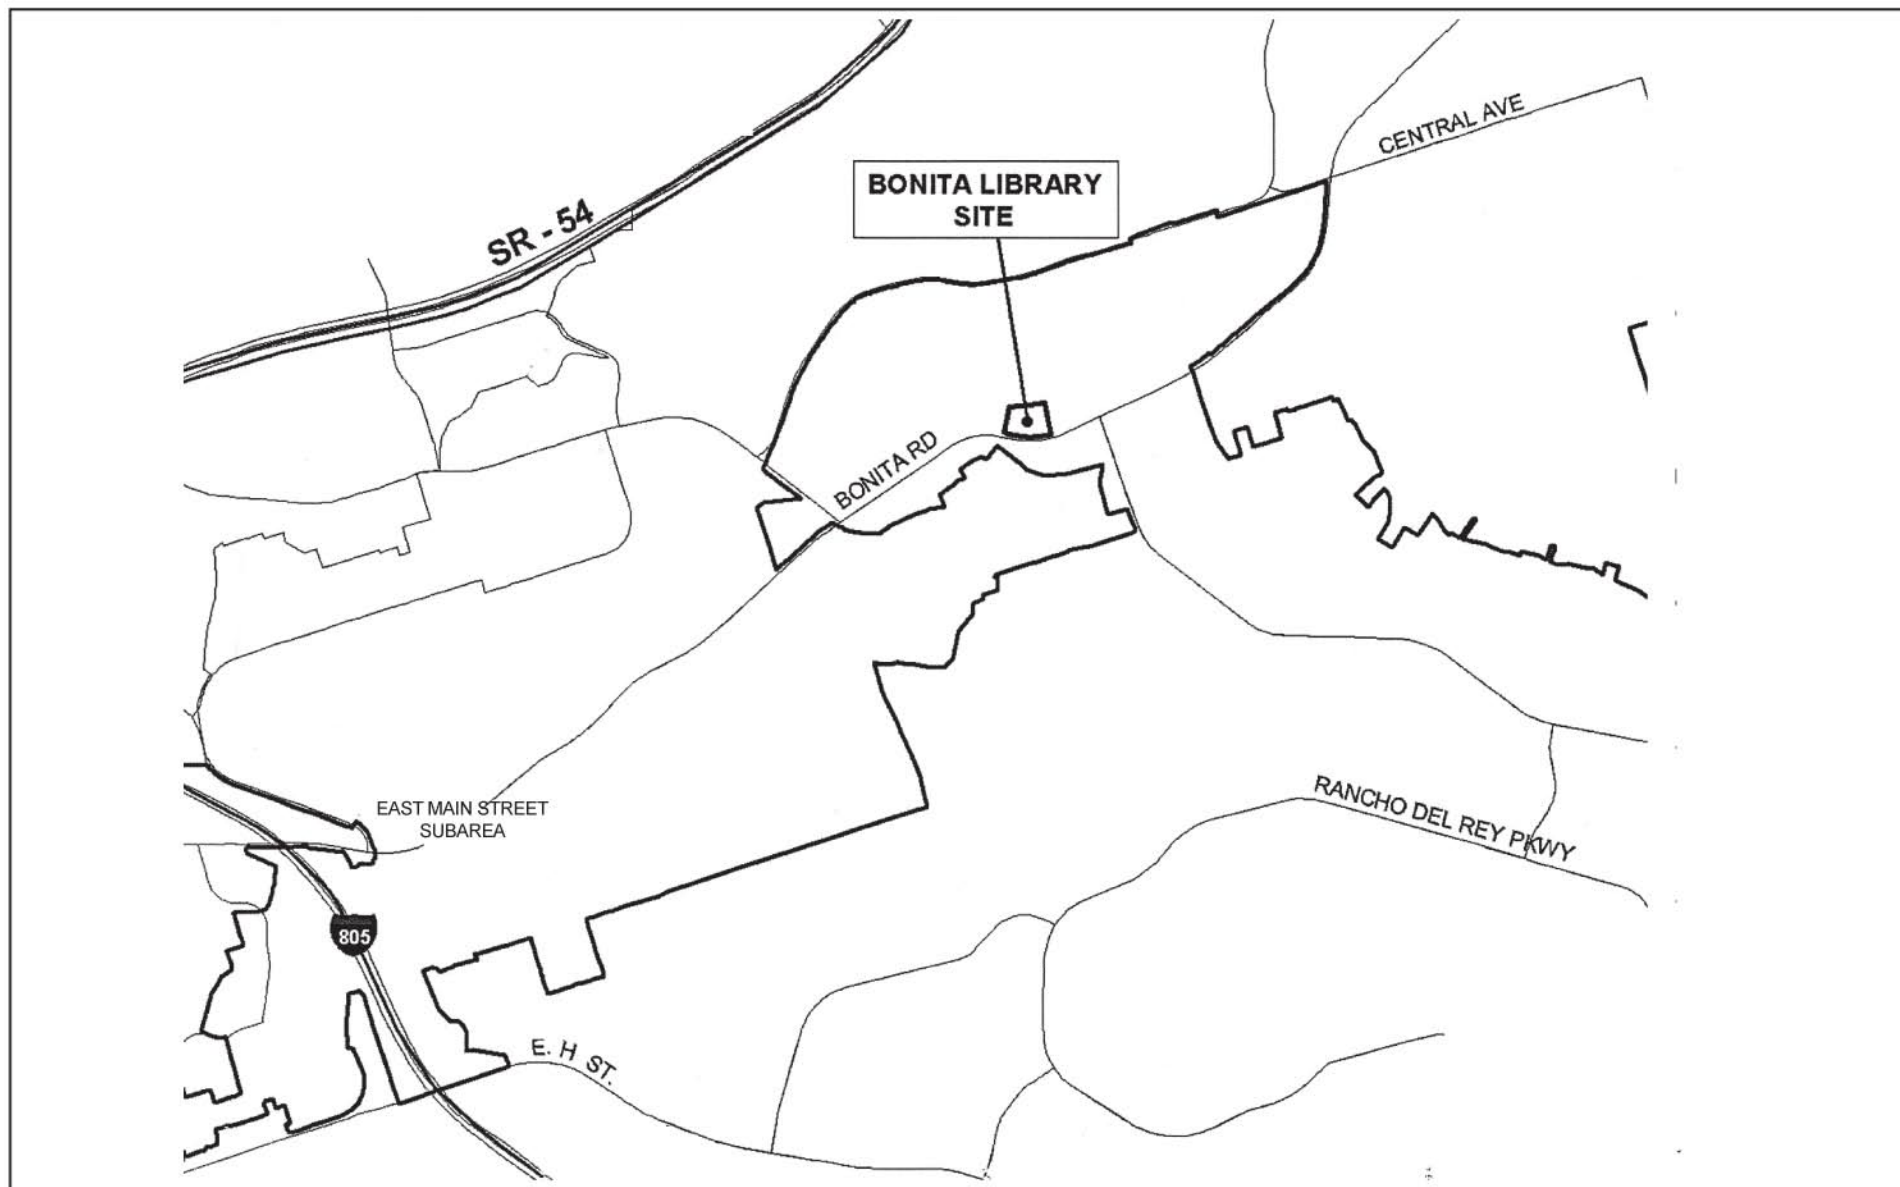 CENTRAL AVE
BONITA LIBRARY
SITE
SR - 54
BONITA RD
RANCHO DEL REY PKWY
EAST MAIN STREET
SUBAREA
805
E. H ST.